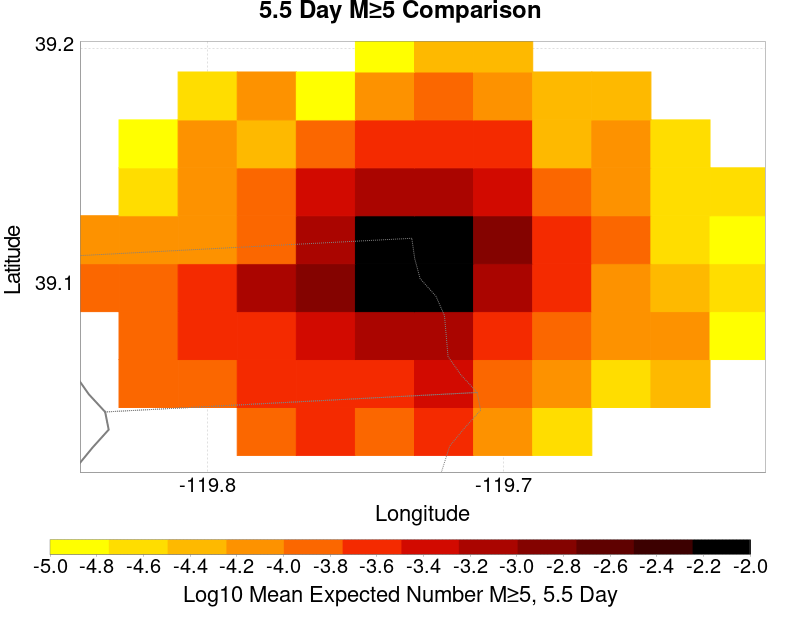 5.5 Day M≥5 Comparison
39.2
39.1
Latitude
-119.8 -119.7
Longitude
-5.0 -4.8 -4.6 -4.4 -4.2 -4.0 -3.8 -3.6 -3.4 -3.2 -3.0 -2.8 -2.6 -2.4 -2.2 -2.0
Log10 Mean Expected Number M≥5, 5.5 Day